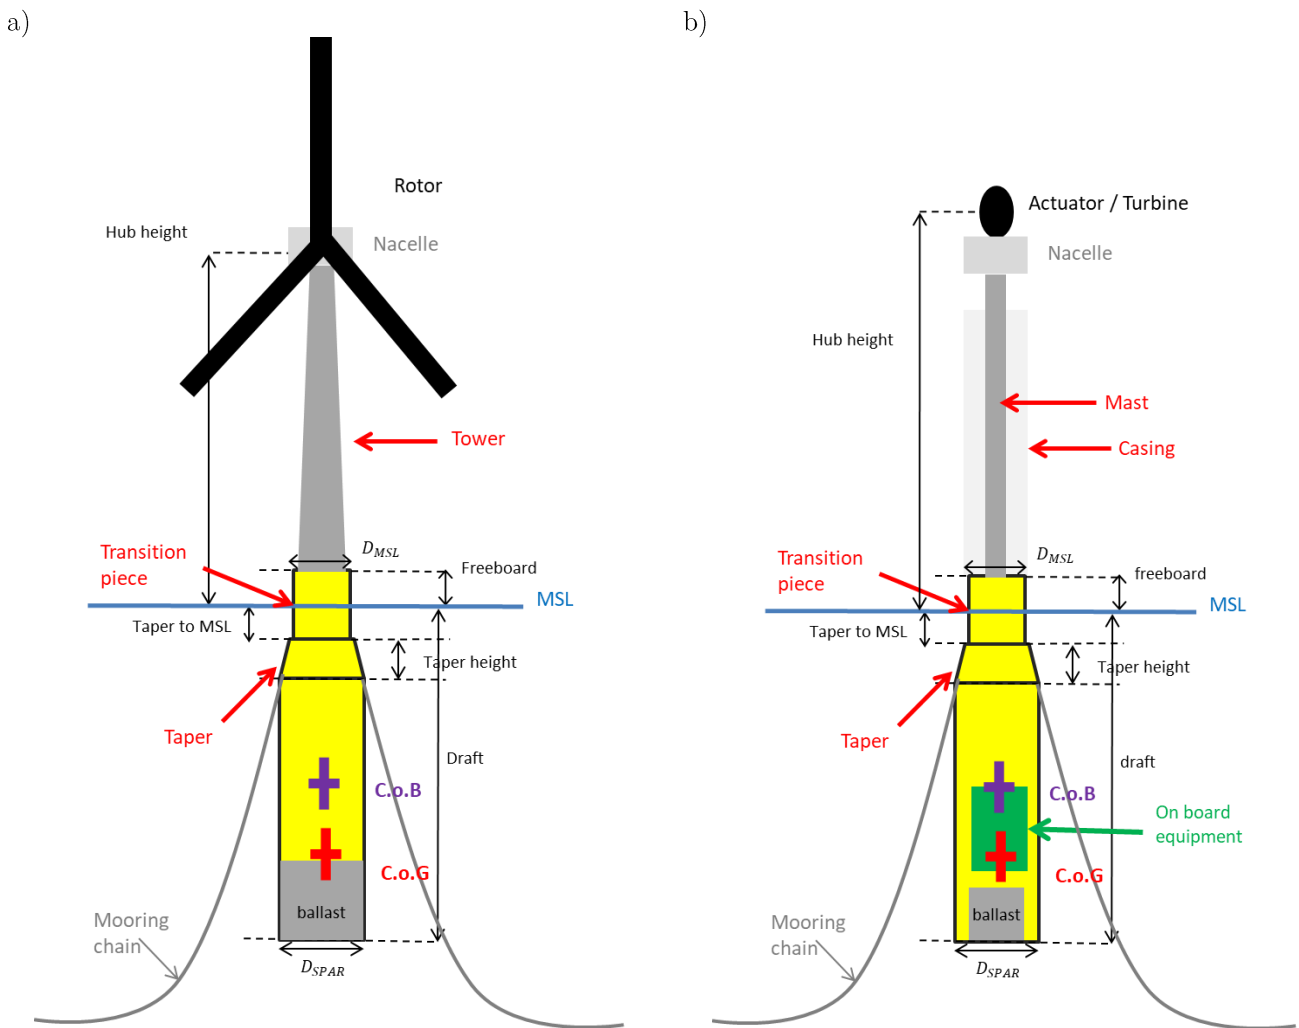 a)
Rotor
Hub height
Nacelle
Tower
Transition
piece
D_MSL
Freeboard
MSL
Taper to MSL
Taper height
Taper
Draft
C.o.B
C.o.G
ballast
Mooring
chain
D_SPAR
b)
Actuator / Turbine
Nacelle
Hub height
Mast
Casing
Transition
piece
D_MSL
freeboard
MSL
Taper to MSL
Taper height
Taper
draft
C.o.B
On board
equipment
C.o.G
ballast
Mooring
chain
D_SPAR